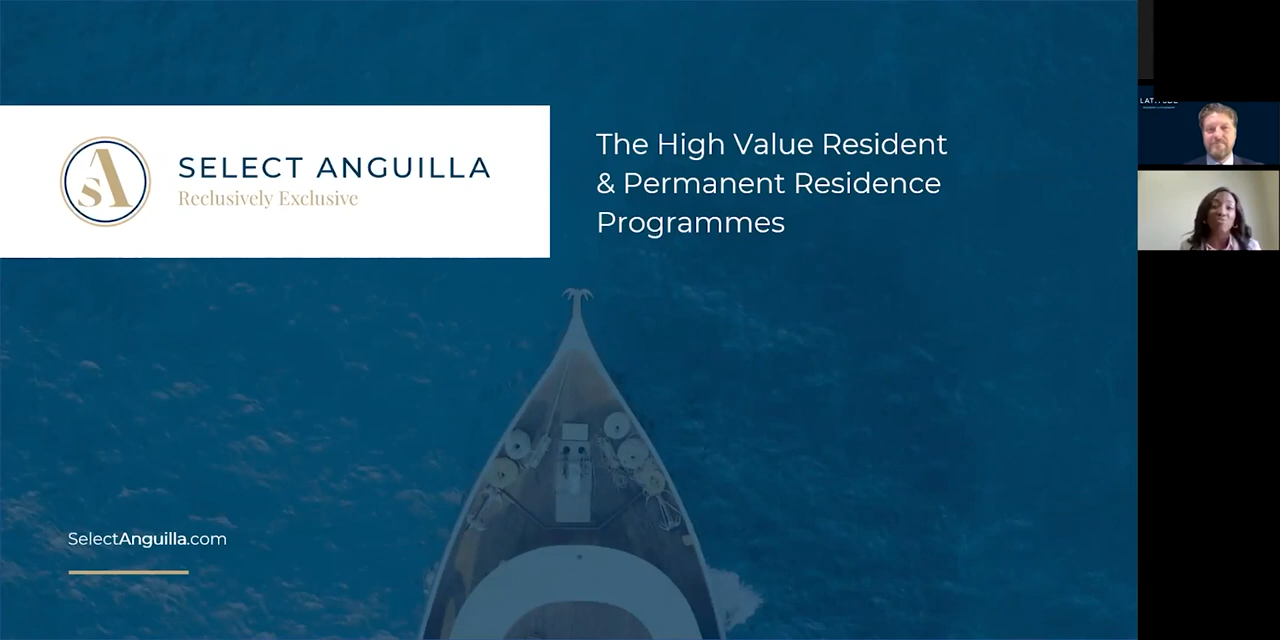 SELECT ANGUILLA
Reclusively Exclusive
The High Value Resident
& Permanent Residence
Programmes
SelectAnguilla.com